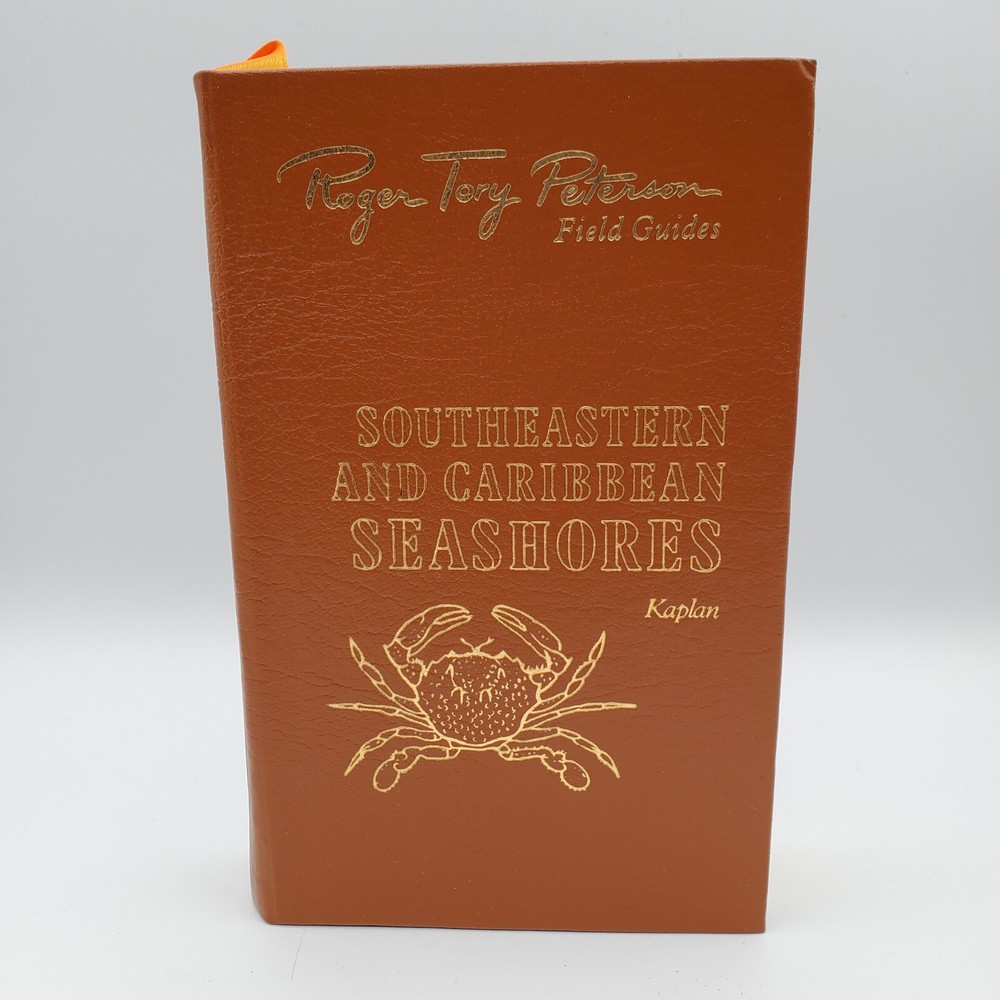 Roger Tory Peterson
Field Guides
SOUTHEASTERN
AND CARIBBEAN
SEASHORES
Kaplan